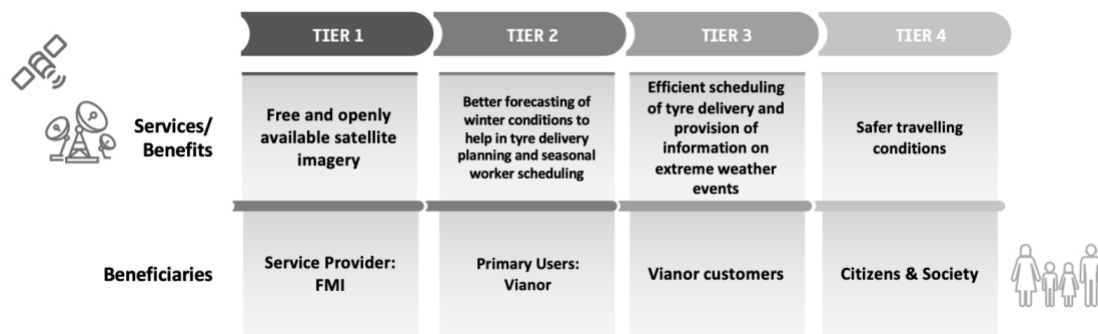 TIER 1
TIER 2
TIER 3
TIER 4
Services/
Benefits
Free and openly
available satellite
imagery
Better forecasting of
winter conditions to
help in tyre delivery
planning and seasonal
worker scheduling
Efficient scheduling
of tyre delivery and
provision of
information on
extreme weather
events
Safer travelling
conditions
Beneficiaries
Service Provider:
FMI
Primary Users:
Vianor
Vianor customers
Citizens & Society